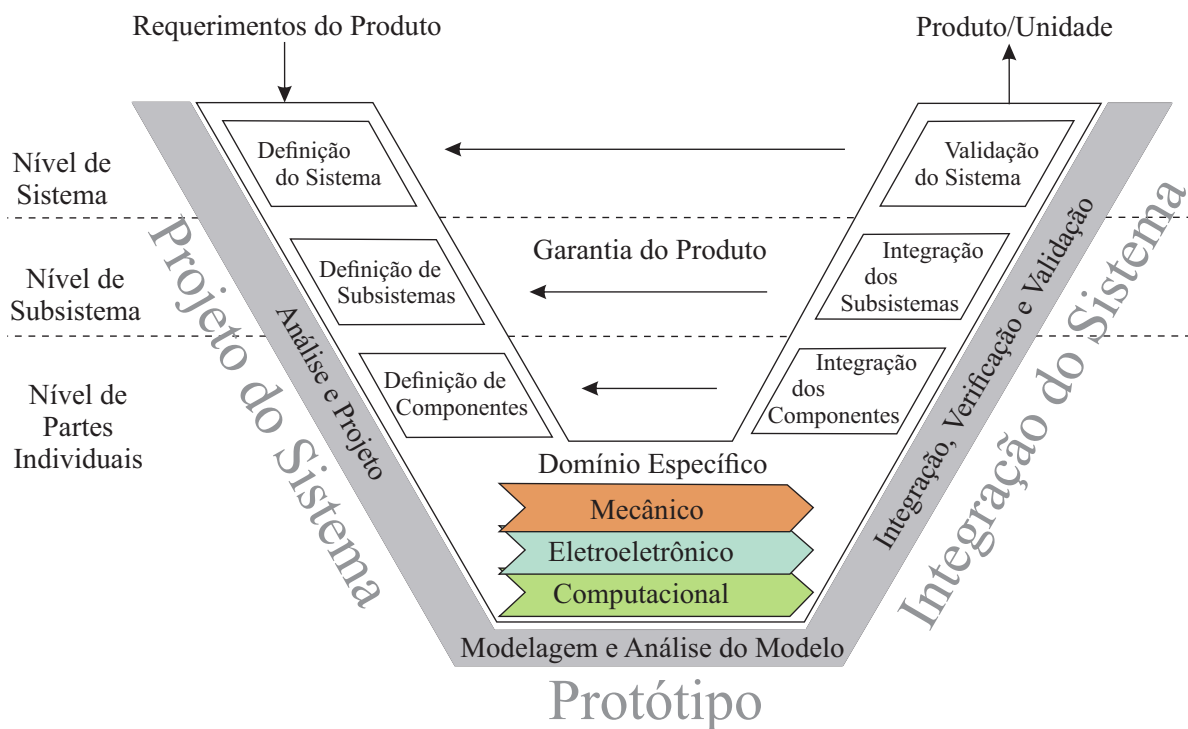 Requerimentos do Produto
Produto/Unidade
Nível de
Sistema
Definição
do Sistema
Validação
do Sistema
Nível de
Subsistema
Definição de
Subsistemas
Garantia do Produto
Integração
dos
Subsistemas
Nível de
Partes
Individuais
Definição de
Componentes
Integração
dos
Componentes
Projeto do Sistema
Análise e Projeto
Integração, Verificação e Validação
Integração do Sistema
Domínio Específico
Mecânico
Eletroeletrônico
Computacional
Modelagem e Análise do Modelo
Protótipo